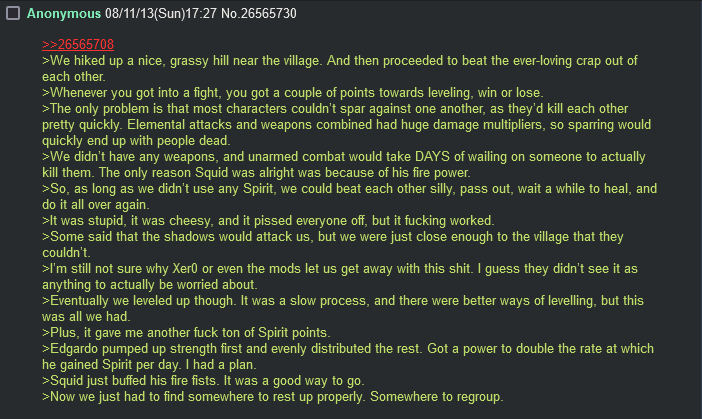 Anonymous 08/11/13(Sun)17:27 No.26565730
>>26565708
>We hiked up a nice, grassy hill near the village. And then proceeded to beat the ever-loving crap out of
each other.
>Whenever you got into a fight, you got a couple of points towards leveling, win or lose.
>The only problem is that most characters couldn't spar against one another, as they'd kill each other
pretty quickly. Elemental attacks and weapons combined had huge damage multipliers, so sparring would
quickly end up with people dead.
>We didn't have any weapons, and unarmed combat would take DAYS of wailing on someone to actually
kill them. The only reason Squid was alright was because of his fire power.
>So, as long as we didn't use any Spirit, we could beat each other silly, pass out, wait a while to heal, and
do it all over again.
>It was stupid, it was cheesy, and it pissed everyone off, but it fucking worked.
>Some said that the shadows would attack us, but we were just close enough to the village that they
couldn't.
>I'm still not sure why Xer0 or even the mods let us get away with this shit. I guess they didn't see it as
anything to actually be worried about.
>Eventually we leveled up though. It was a slow process, and there were better ways of levelling, but this
was all we had.
>Plus, it gave me another fuck ton of Spirit points.
>Edgardo pumped up strength first and evenly distributed the rest. Got a power to double the rate at which
he gained Spirit per day. I had a plan.
>Squid just buffed his fire fists. It was a good way to go.
>Now we just had to find somewhere to rest up properly. Somewhere to regroup.